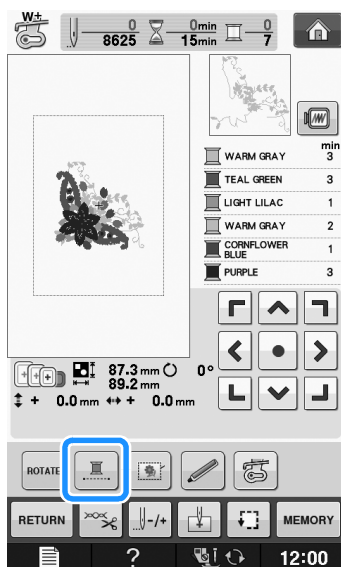 W+
0
8625
0min
15min
0
7
min
WARM GRAY 3
TEAL GREEN 3
LIGHT LILAC 1
WARM GRAY 2
CORNFLOWER
BLUE 1
PURPLE 3
87.3 mm 0°
89.2 mm
+ 0.0 mm + 0.0 mm
ROTATE
RETURN -/+ MEMORY
? 12:00